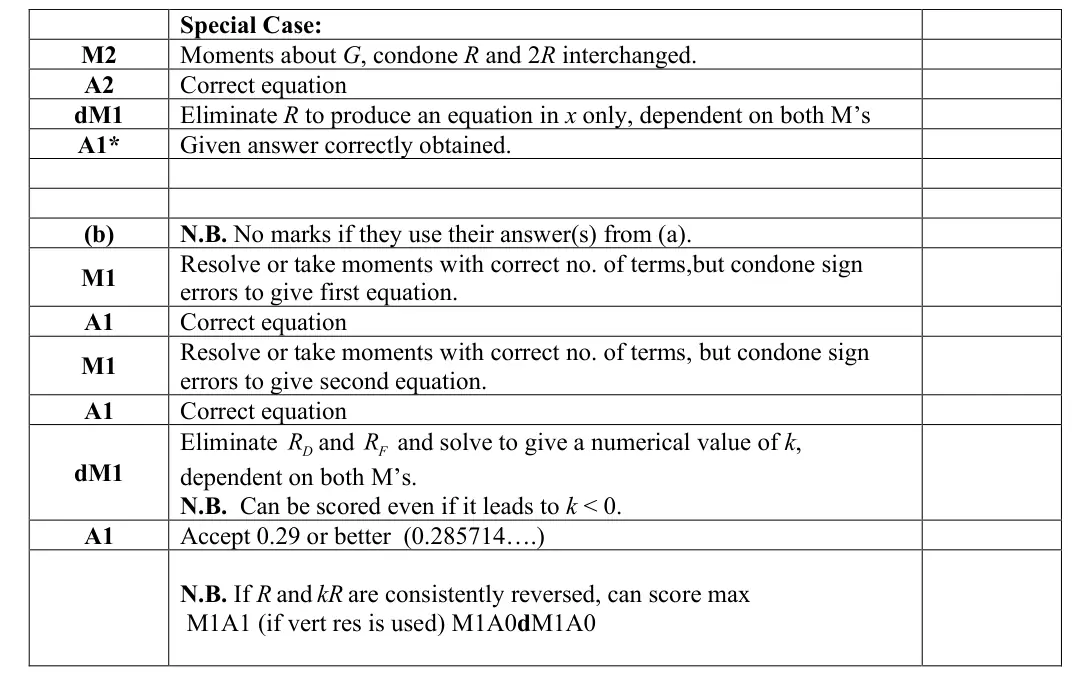 Special Case:
M2 Moments about G, condone R and 2R interchanged.
A2 Correct equation
dM1 Eliminate R to produce an equation in x only, dependent on both M’s
A1* Given answer correctly obtained.
(b) N.B. No marks if they use their answer(s) from (a).
M1 Resolve or take moments with correct no. of terms,but condone sign
errors to give first equation.
A1 Correct equation
M1 Resolve or take moments with correct no. of terms, but condone sign
errors to give second equation.
A1 Correct equation
dM1 Eliminate R_D and R_F and solve to give a numerical value of k,
dependent on both M’s.
N.B. Can be scored even if it leads to k < 0.
A1 Accept 0.29 or better (0.285714….)
N.B. If R and kR are consistently reversed, can score max
M1A1 (if vert res is used) M1A0dM1A0